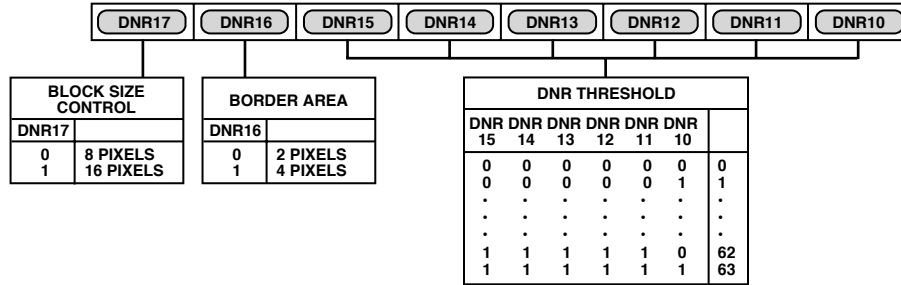 DNR17 DNR16 DNR15 DNR14 DNR13 DNR12 DNR11 DNR10
BLOCK SIZE
CONTROL
DNR17
0 8 PIXELS
1 16 PIXELS
BORDER AREA
DNR16
0 2 PIXELS
1 4 PIXELS
DNR THRESHOLD
DNR DNR DNR DNR DNR DNR
15 14 13 12 11 10
0 0 0 0 0 0 0
0 0 0 0 0 1 1
. . . . . . .
. . . . . . .
. . . . . . .
1 1 1 1 1 0 62
1 1 1 1 1 1 63